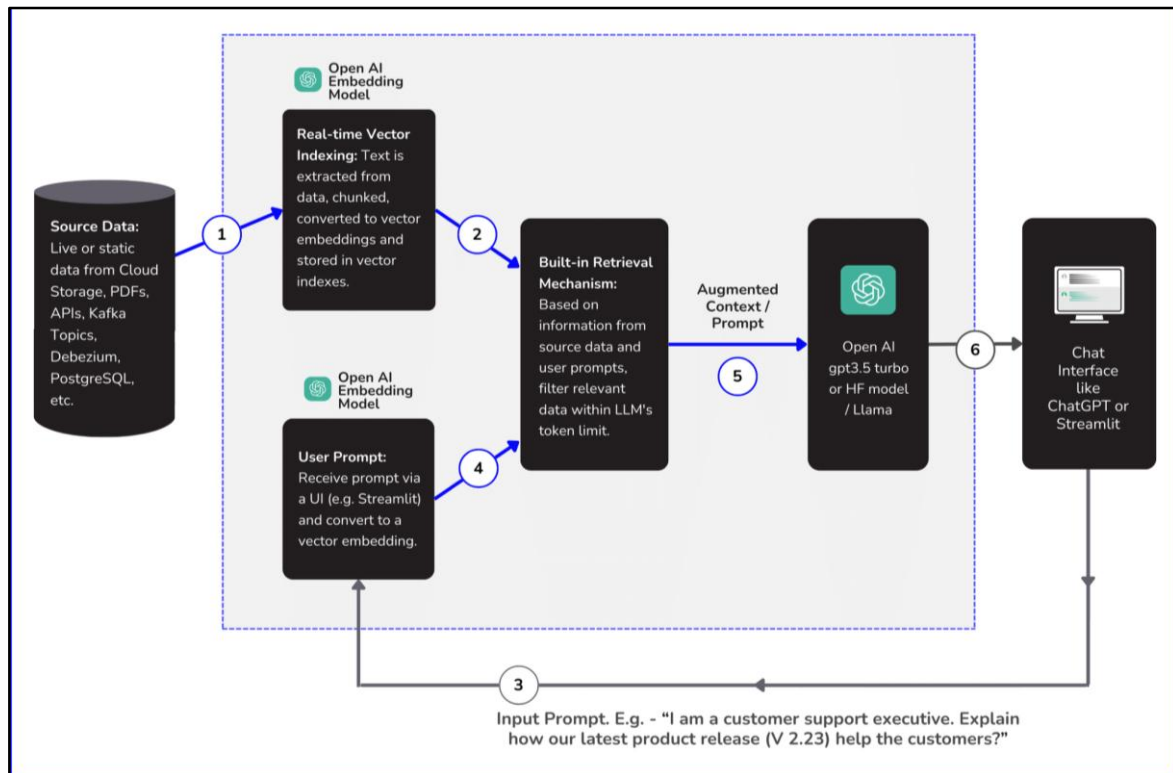 Source Data:
Live or static
data from Cloud
Storage, PDFs,
APIs, Kafka
Topics,
Debezium,
PostgreSQL,
etc.
1
Open AI
Embedding
Model
Real-time Vector
Indexing: Text is
extracted from
data, chunked,
converted to vector
embeddings and
stored in vector
indexes.
2
Open AI
Embedding
Model
User Prompt:
Receive prompt via
a UI (e.g. Streamlit)
and convert to a
vector embedding.
4
Built-in Retrieval
Mechanism:
Based on
information from
source data and
user prompts,
filter relevant
data within LLM's
token limit.
Augmented
Context /
Prompt
5
Open AI
gpt3.5 turbo
or HF model
/ Llama
6
Chat
Interface
like
ChatGPT or
Streamlit
3
Input Prompt. E.g. - “I am a customer support executive. Explain
how our latest product release (V 2.23) help the customers?”